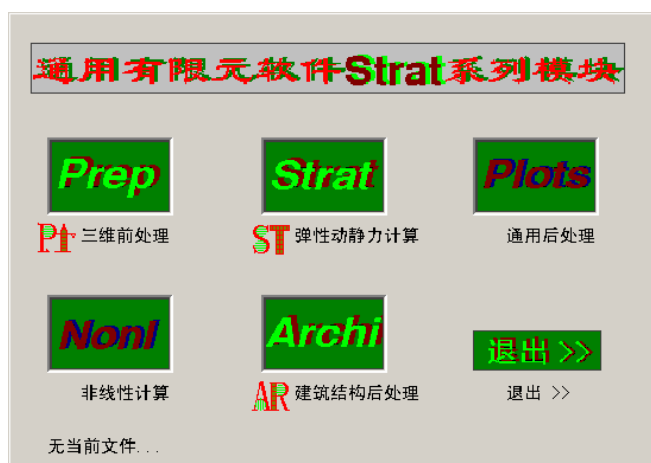 通用有限元软件Strat系列模块
Prep
Strat
Plots
Pr 三维前处理
ST 弹性动静力计算
通用后处理
Nonl
Archi
退出 >>
非线性计算
AR 建筑结构后处理
退出 >>
无当前文件...